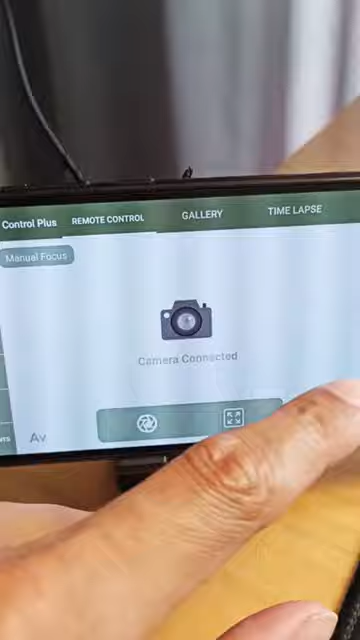 Control Plus REMOTE CONTROL GALLERY TIME LAPSE
Manual Focus
Camera Connected
Av